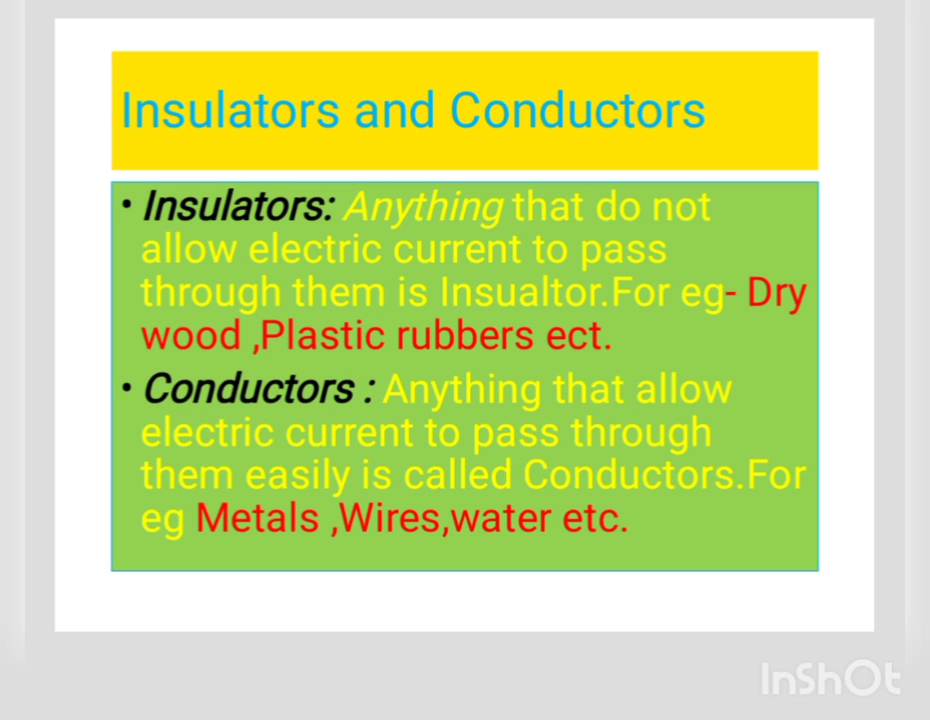 Insulators and Conductors
• Insulators: Anything that do not
allow electric current to pass
through them is Insualtor.For eg- Dry
wood ,Plastic rubbers ect.
• Conductors : Anything that allow
electric current to pass through
them easily is called Conductors.For
eg Metals ,Wires,water etc.
InShOt